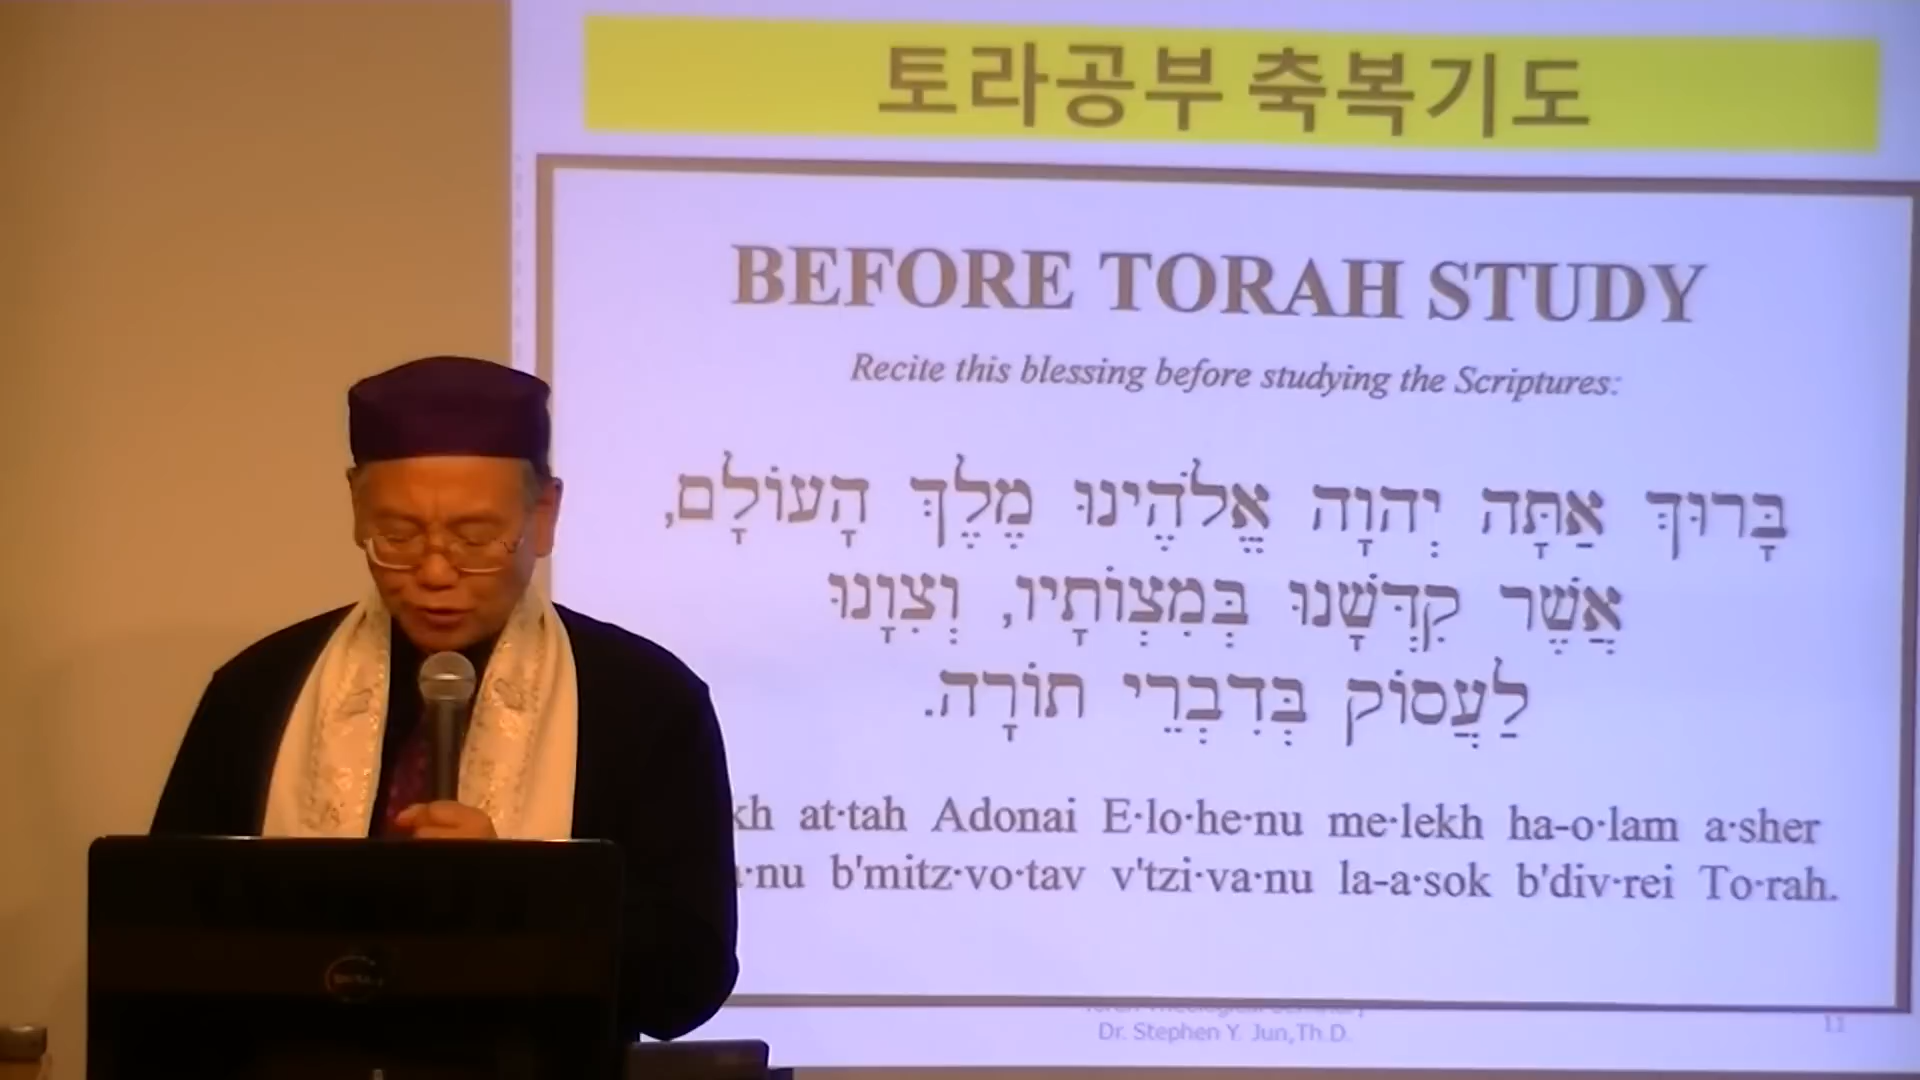 토라공부 축복기도
BEFORE TORAH STUDY
Recite this blessing before studying the Scriptures:
בָּרוּךְ אַתָּה יְהוָה אֱלֹהֶינוּ מֶלֶךְ הָעוֹלָם,
אֲשֶׁר קִדְּשָׁנוּ בְּמִצְוֹתָיו, וְצִוָּנוּ
לַעֲסוֹק בְּדִבְרֵי תוֹרָה.
at·tah Adonai E·lo·he·nu me·lekh ha-o·lam a·sher
b'mitz·vo·tav v'tzi·va·nu la-a·sok b'div·rei To·rah.
Dr. Stephen Y. Jun,Th.D.
11